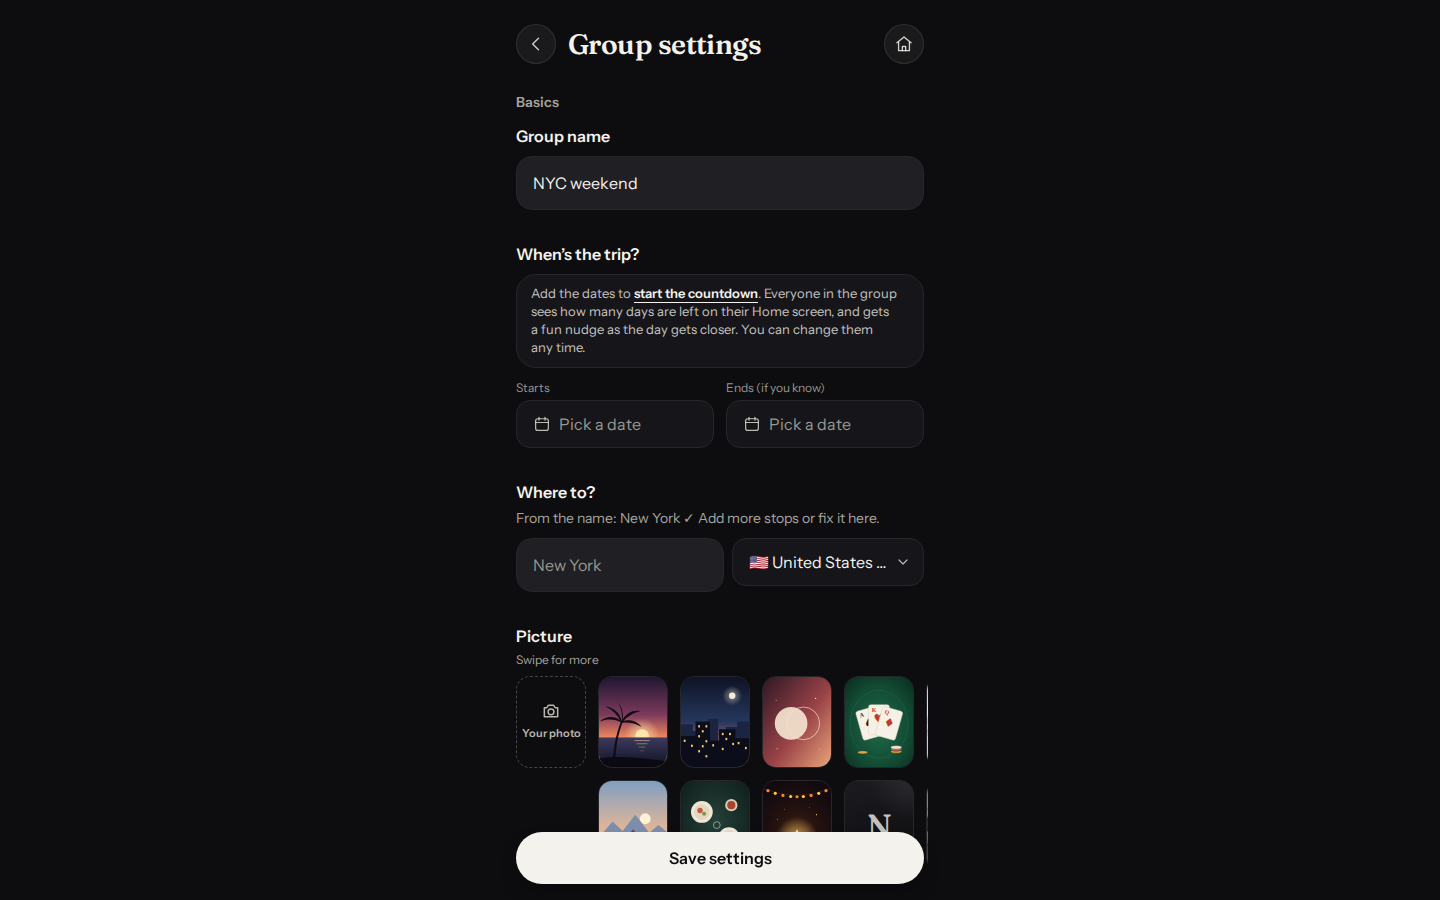 Group settings
Basics
Group name
NYC weekend
When's the trip?
Add the dates to start the countdown. Everyone in the group
sees how many days are left on their Home screen, and gets
a fun nudge as the day gets closer. You can change them
any time.
Starts
Ends (if you know)
Pick a date
Pick a date
Where to?
From the name: New York ✓ Add more stops or fix it here.
New York
🇺🇸 United States ...
Picture
Swipe for more
Your photo
A
K
Q
N
Save settings